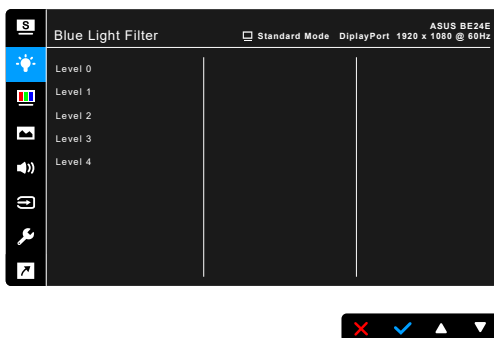 S
ASUS BE24E
Blue Light Filter
Standard Mode DiplayPort 1920 x 1080 @ 60Hz
Level 0
Level 1
Level 2
Level 3
Level 4